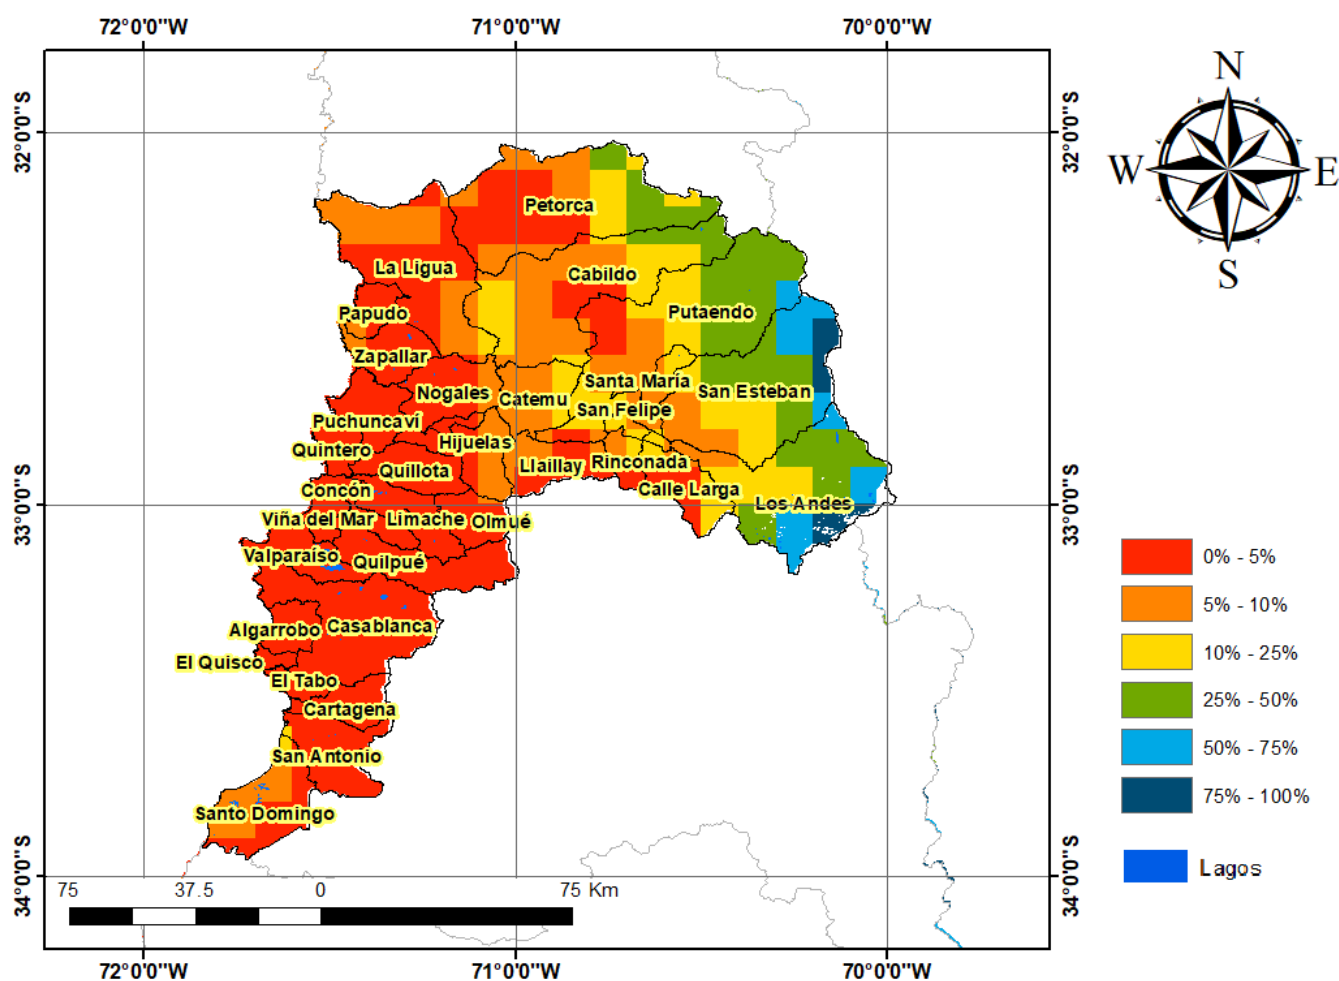 72°0'0"W 71°0'0"W 70°0'0"W
32°0'0"S
32°0'0"S
N
W E
S
Petorca
La Ligua
Cabildo
Papudo
Putaendo
Zapallar
Santa María
Nogales
San Esteban
Catemu
San Felipe
Puchuncaví
Hijuelas
Quintero
Llaillay
Rinconada
Quillota
Calle Larga
Concón
Los Andes
33°0'0"S
33°0'0"S
Viña del Mar
Limache
Olmué
Valparaíso
Quilpué
Algarrobo
Casablanca
El Quisco
El Tabo
Cartagena
San Antonio
Santo Domingo
0% - 5%
5% - 10%
10% - 25%
25% - 50%
50% - 75%
75% - 100%
Lagos
34°0'0"S
34°0'0"S
75 37.5 0 75 Km
72°0'0"W 71°0'0"W 70°0'0"W